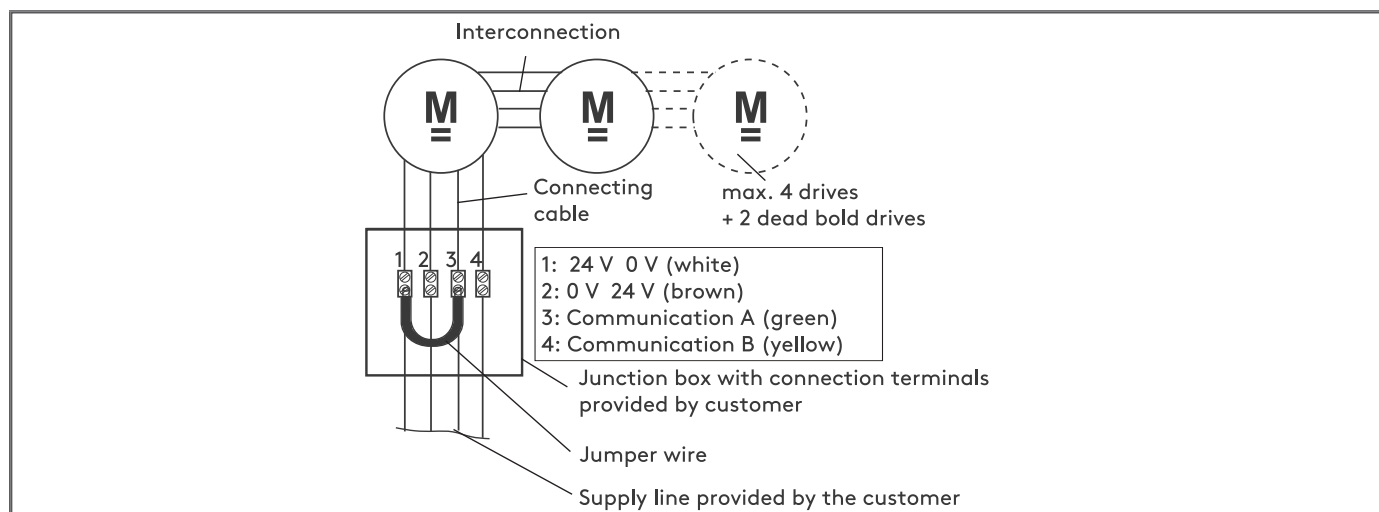 Interconnection
M
M
M
Connecting
cable
max. 4 drives
+ 2 dead bold drives
1 2 3 4
1: 24 V 0 V (white)
2: 0 V 24 V (brown)
3: Communication A (green)
4: Communication B (yellow)
Junction box with connection terminals
provided by customer
Jumper wire
Supply line provided by the customer